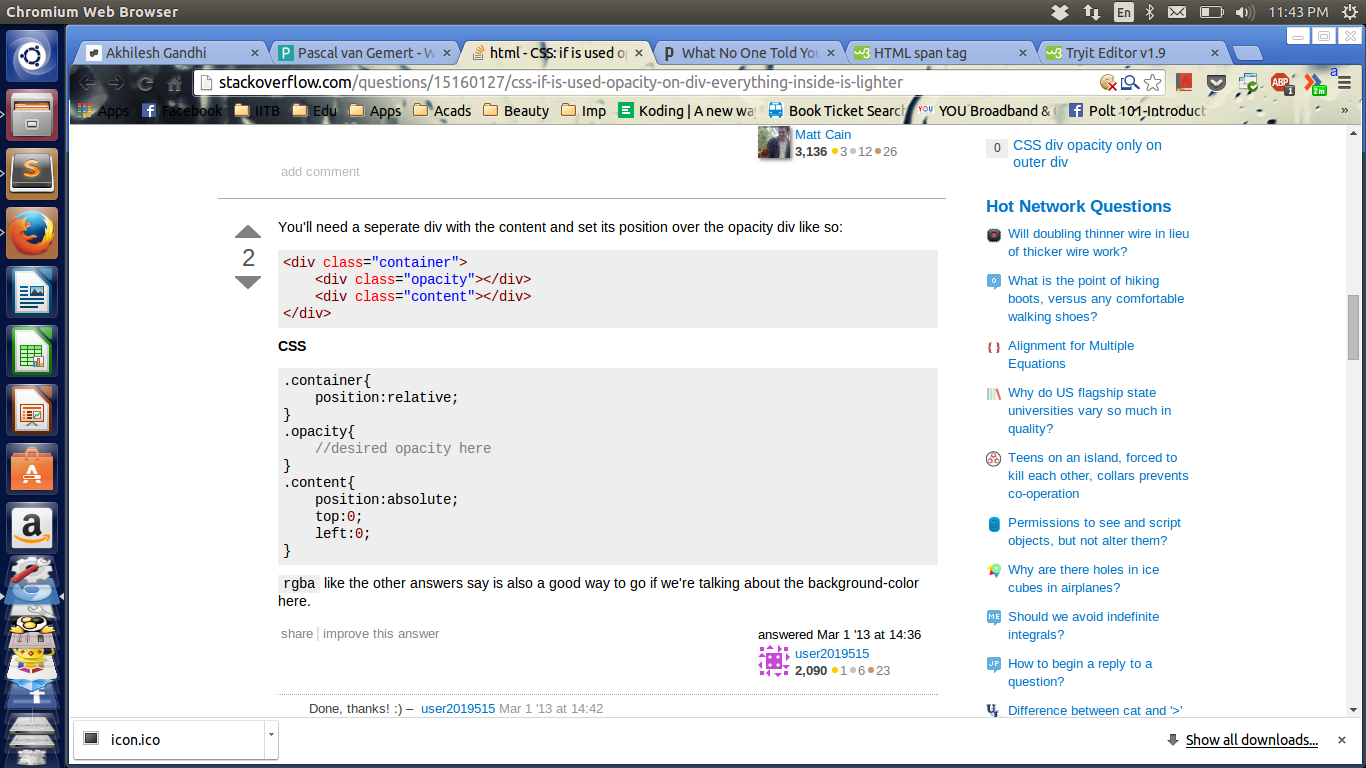 Chromium Web Browser
En
11:43 PM
Akhilesh Gandhi
Pascal van Gemert - W
html - CSS: if is used o
What No One Told You
HTML span tag
Tryit Editor v1.9
a
stackoverflow.com/questions/15160127/css-if-is-used-opacity-on-div-everything-inside-is-lighter
ABP
1
2m
Apps
Facebook
IITB
Edu
Apps
Acads
Beauty
Imp
Koding | A new wa
Book Ticket Searc
YOU Broadband & C
Polt 101-Introduct
»
Matt Cain
3,136 3 12 26
add comment
2
You'll need a seperate div with the content and set its position over the opacity div like so:
<div class="container">
<div class="opacity"></div>
<div class="content"></div>
</div>
CSS
.container{
position:relative;
}
.opacity{
//desired opacity here
}
.content{
position:absolute;
top:0;
left:0;
}
rgba like the other answers say is also a good way to go if we're talking about the background-color
here.
share improve this answer
answered Mar 1 '13 at 14:36
user2019515
2,090 1 6 23
Done, thanks! :) – user2019515 Mar 1 '13 at 14:42
0
CSS div opacity only on
outer div
Hot Network Questions
Will doubling thinner wire in lieu
of thicker wire work?
What is the point of hiking
boots, versus any comfortable
walking shoes?
Alignment for Multiple
Equations
Why do US flagship state
universities vary so much in
quality?
Teens on an island, forced to
kill each other, collars prevents
co-operation
Permissions to see and script
objects, but not alter them?
Why are there holes in ice
cubes in airplanes?
Should we avoid indefinite
integrals?
How to begin a reply to a
question?
Difference between cat and '>'
icon.ico
Show all downloads...